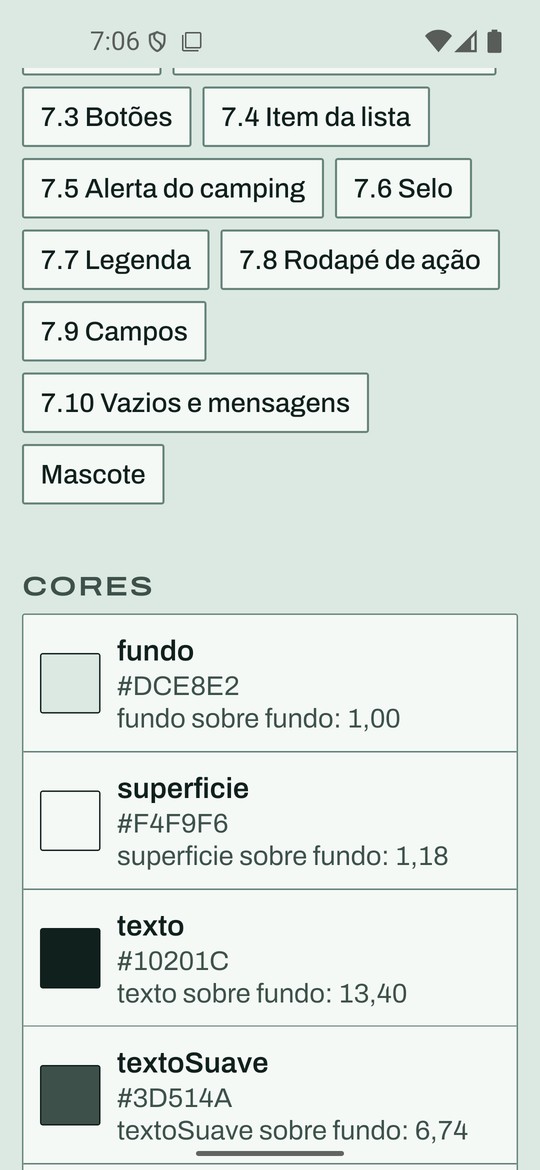 7:06
7.3 Botões
7.4 Item da lista
7.5 Alerta do camping
7.6 Selo
7.7 Legenda
7.8 Rodapé de ação
7.9 Campos
7.10 Vazios e mensagens
Mascote
CORES
fundo
#DCE8E2
fundo sobre fundo: 1,00
superficie
#F4F9F6
superficie sobre fundo: 1,18
texto
#10201C
texto sobre fundo: 13,40
textoSuave
#3D514A
textoSuave sobre fundo: 6,74